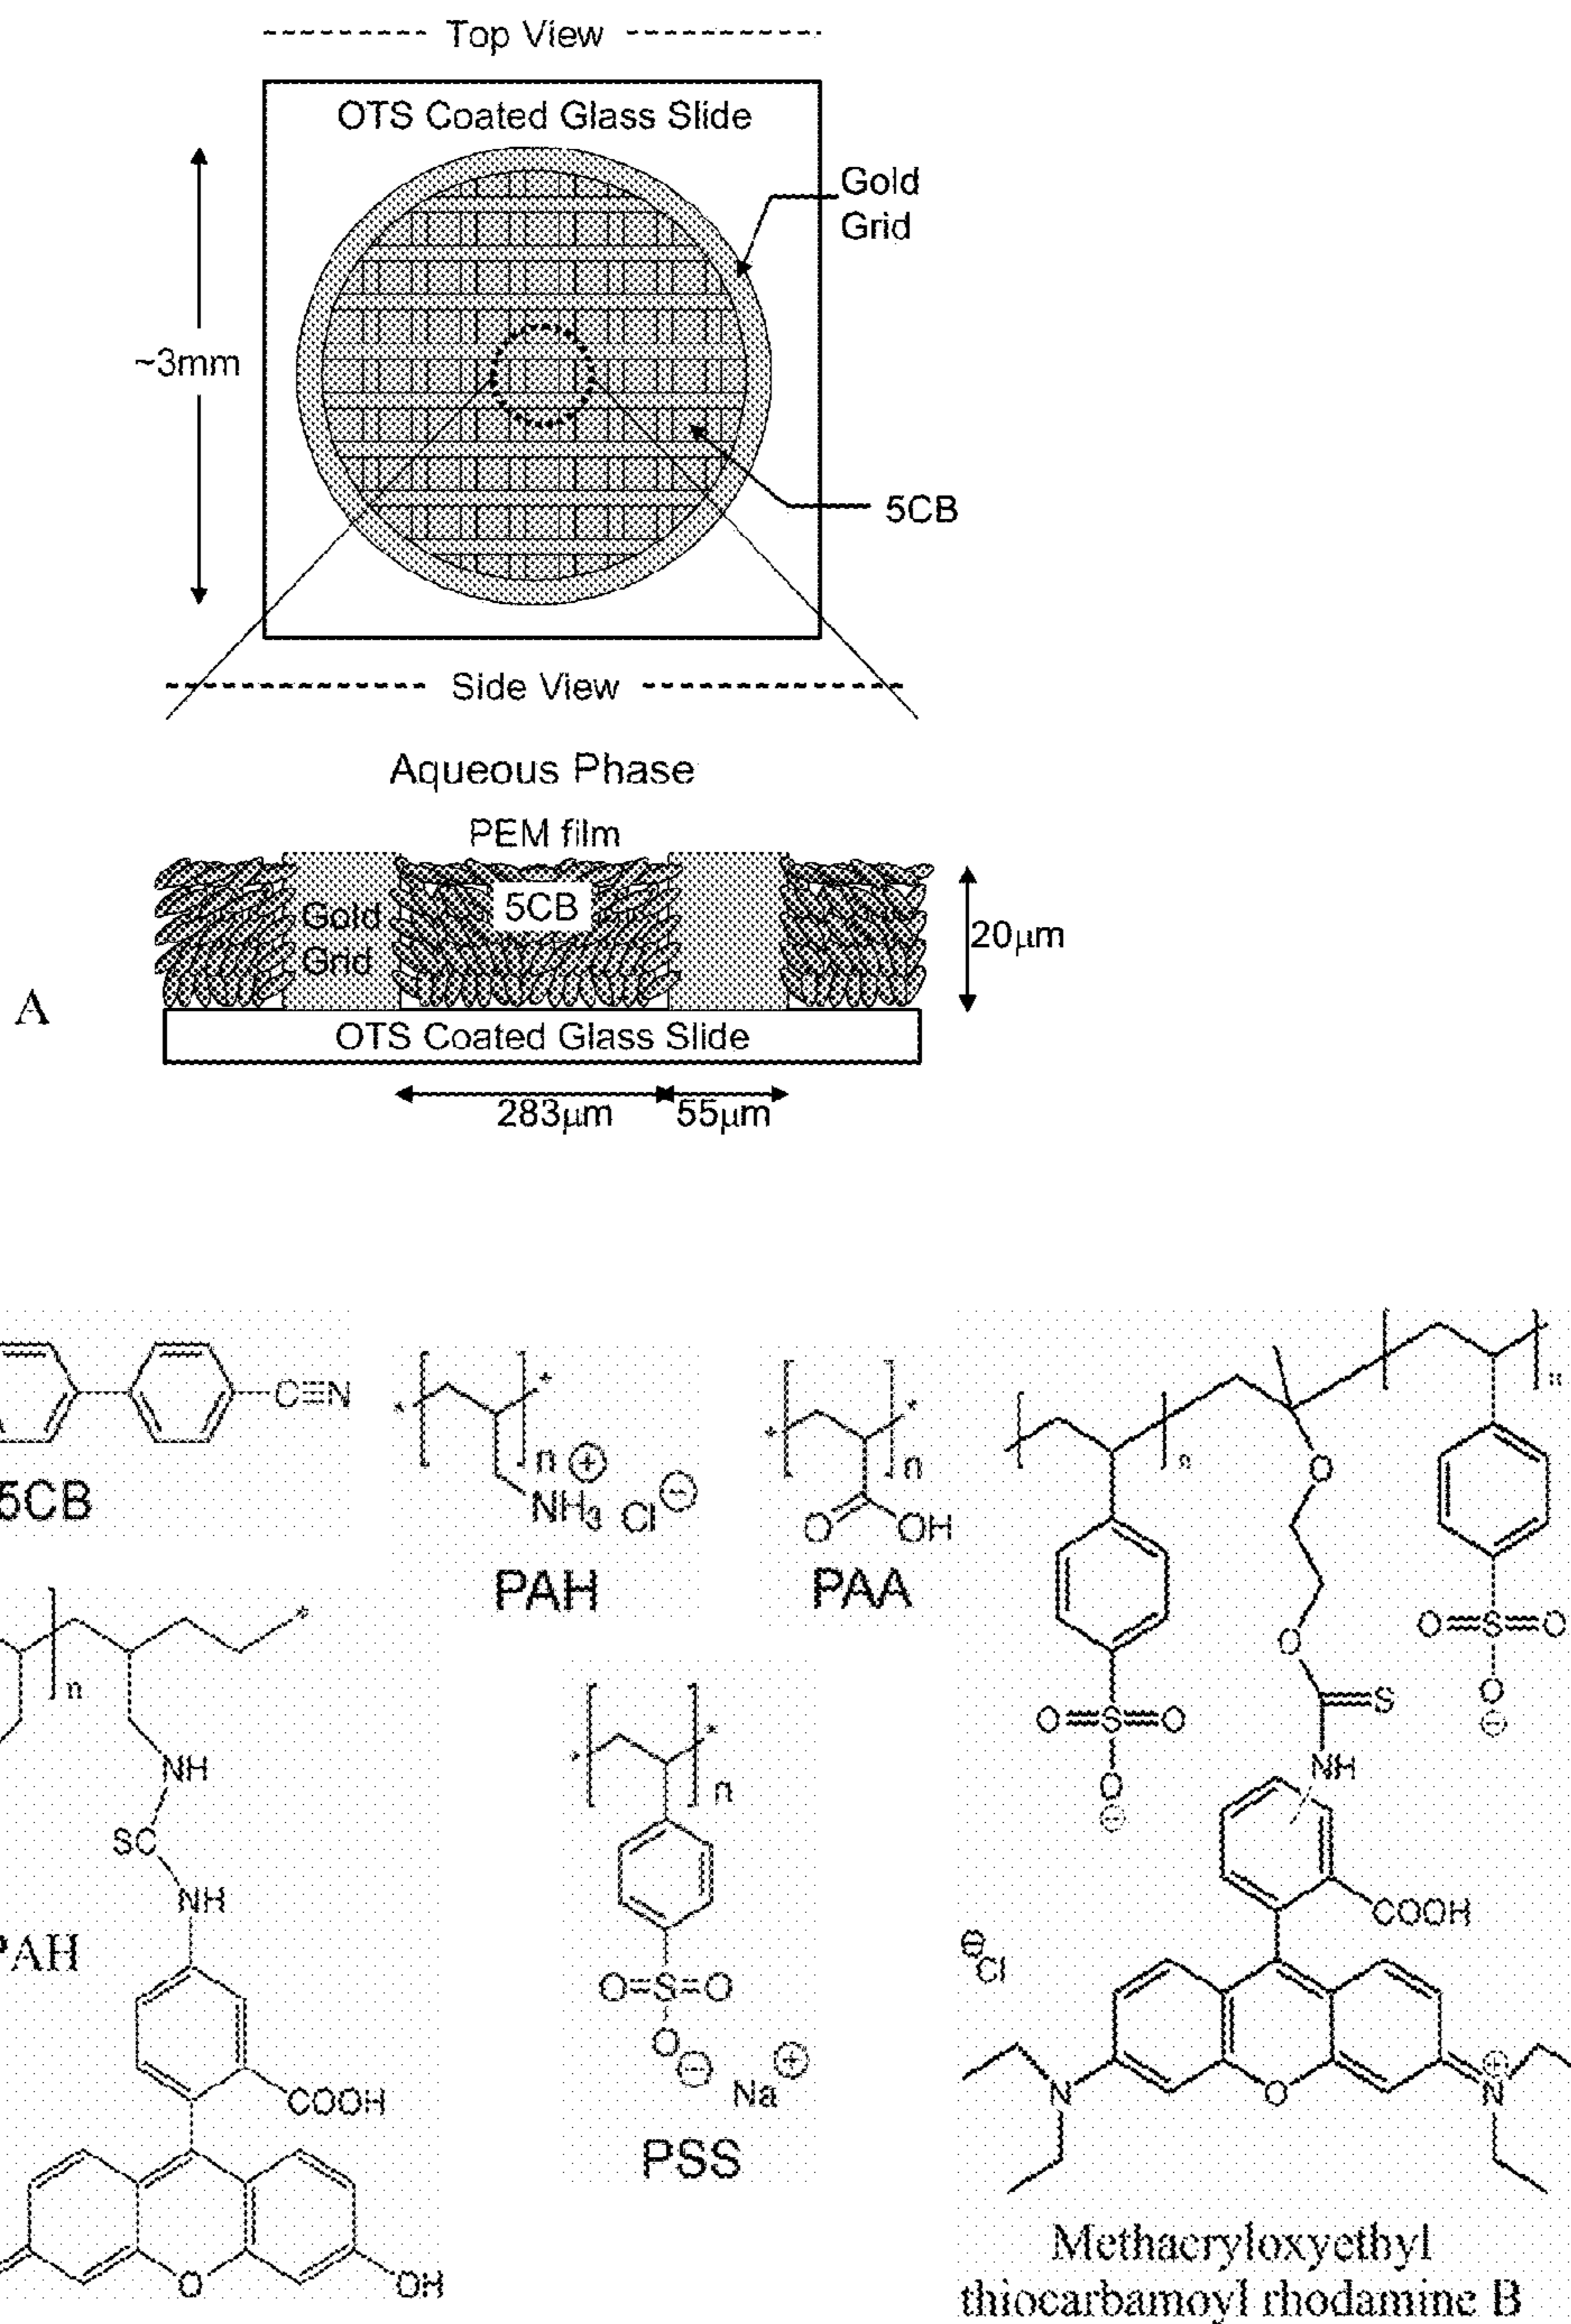 Top View
OTS Coated Glass Slide
Gold
Grid
~3mm
5CB
Side View
Aqueous Phase
PEM film
5CB
Gold
Grid
20μm
A
OTS Coated Glass Slide
283μm
55μm
C≡N
5CB
n
NH3 ⊕
Cl ⊖
PAH
n
O
OH
PAA
n
n
O
O
O=S=O
O
⊖
S
NH
O=S=O
O
⊖
COOH
⊖
Cl
N
O
N ⊕
Methacryloxyethyl
thiocarbamoyl rhodamine B
n
NH
SC
NH
PAH
COOH
O
OH
n
O=S=O
O ⊖
Na ⊕
PSS